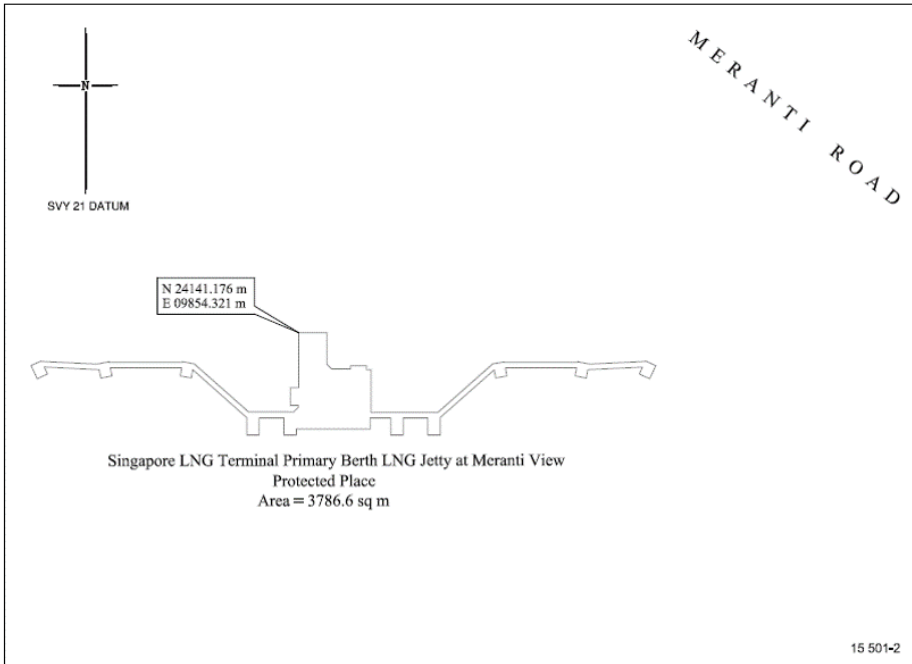 MERANTI ROAD
N
SVY 21 DATUM
N 24141.176 m
E 09854.321 m
Singapore LNG Terminal Primary Berth LNG Jetty at Meranti View
Protected Place
Area = 3786.6 sq m
15 501-2